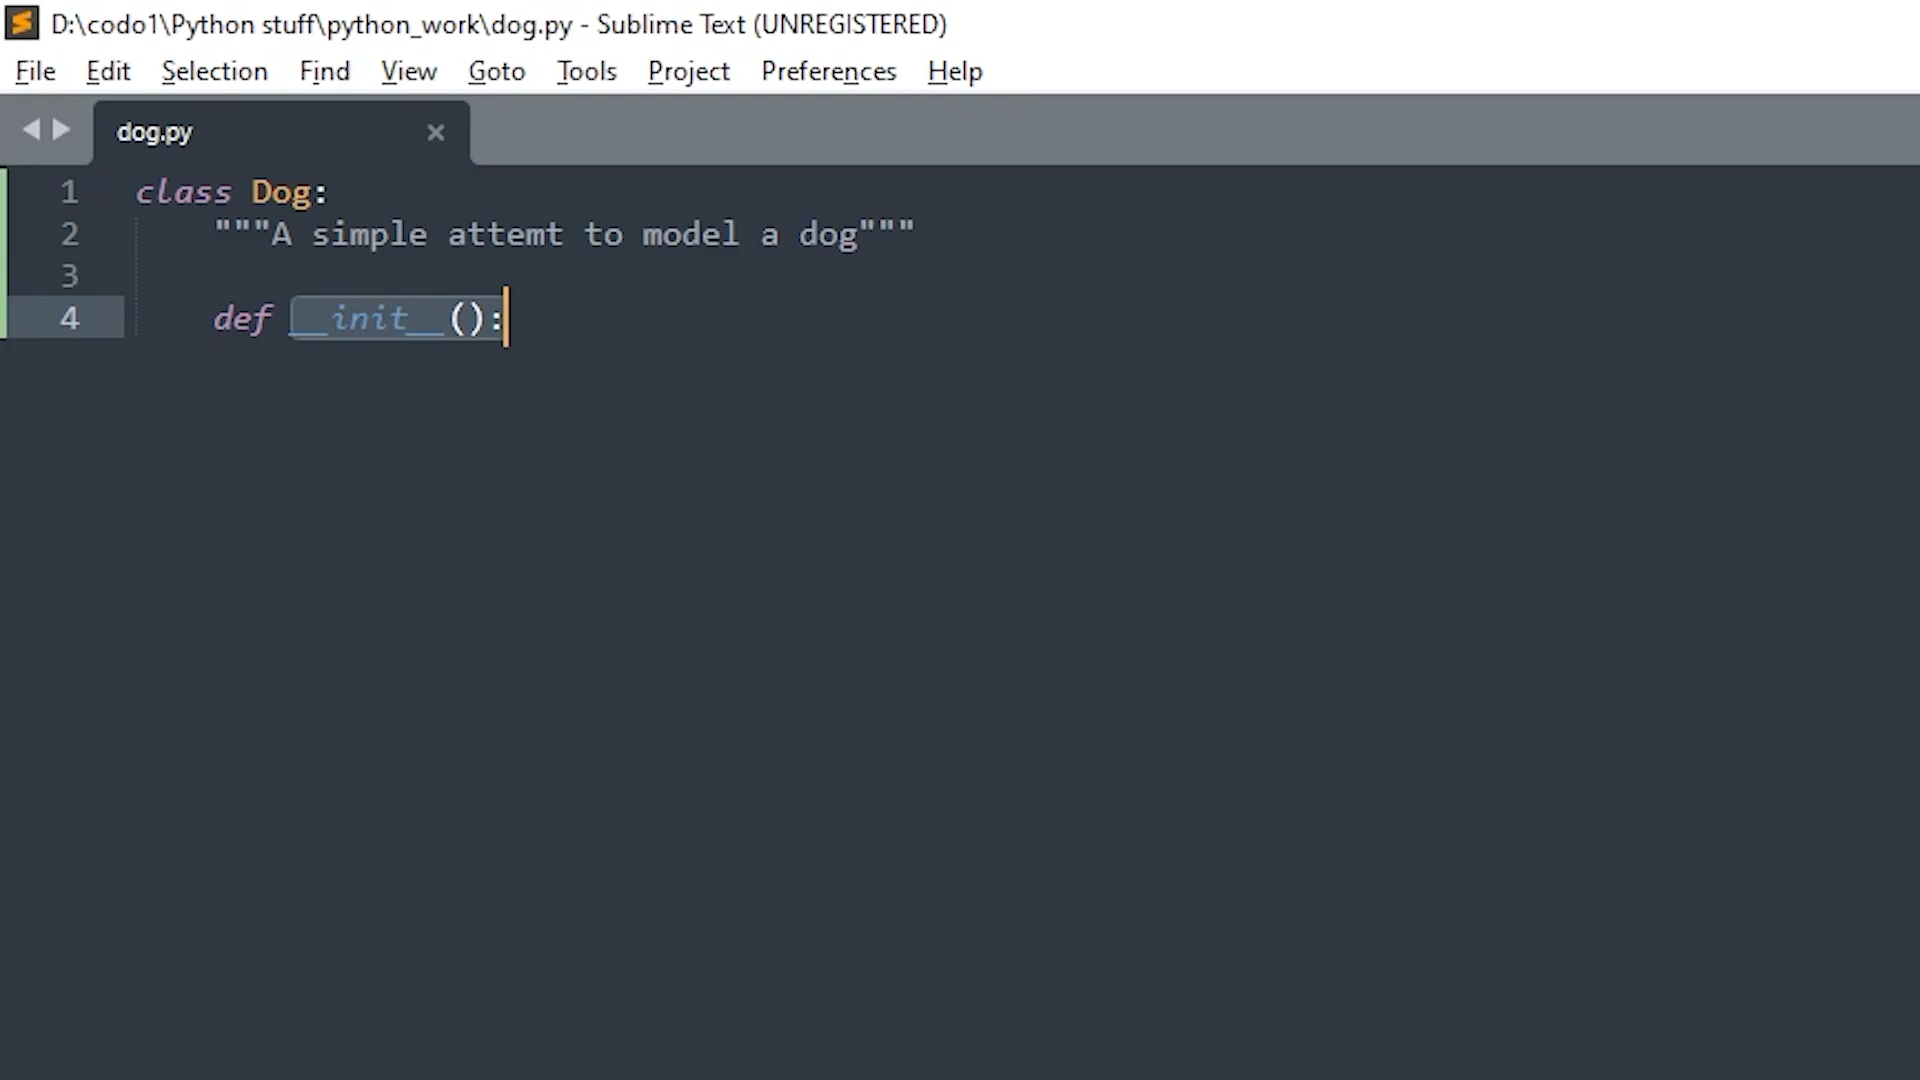 D:\codo1\Python stuff\python_work\dog.py - Sublime Text (UNREGISTERED)
File Edit Selection Find View Goto Tools Project Preferences Help
dog.py
1 class Dog:
2 """A simple attemt to model a dog"""
3
4 def __init__():